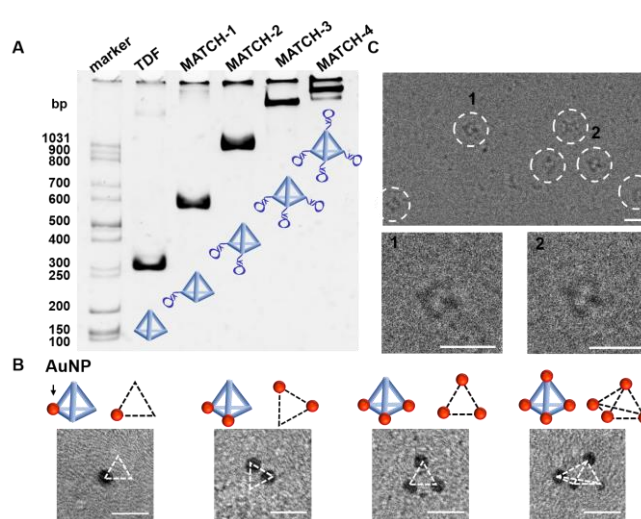 A
marker
TDF
MATCH-1
MATCH-2
MATCH-3
MATCH-4
bp
1031
900
800
700
600
500
400
300
250
200
150
100
C
1
2
1
2
B
AuNP